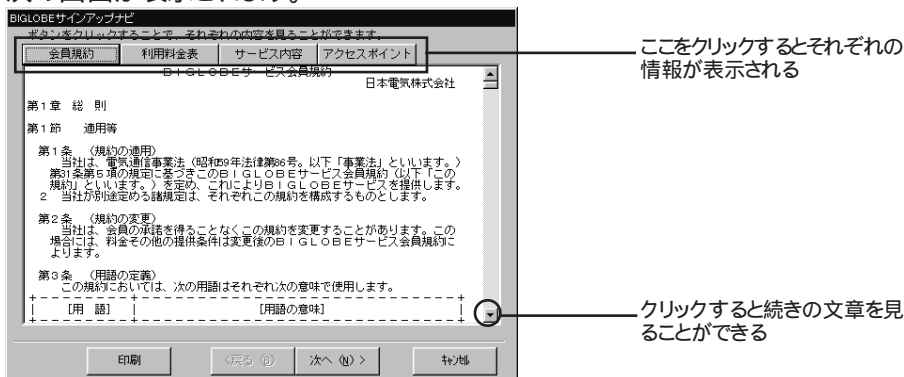 次の画面が表示されます。
BIGLOBEサインアップナビ
ボタンをクリックすることで、それぞれの内容を見ることができます。
会員規約 利用料金表 サービス内容 アクセスポイント
ここをクリックするとそれぞれの
情報が表示される
ＢＩＧＬＯＢＥサービス会員規約
日本電気株式会社
第１章 総 則
第１節 適用等
第１条 （規約の適用）
当社は、電気通信事業法（昭和59年法律第86号。以下「事業法」といいます。）
第31条第５項の規定に基づきこのＢＩＧＬＯＢＥサービス会員規約（以下「この
規約」といいます。）を定め、これによりＢＩＧＬＯＢＥサービスを提供します。
２ 当社が別途定める諸規定は、それぞれこの規約を構成するものとします。
第２条 （規約の変更）
当社は、会員の承諾を得ることなくこの規約を変更することがあります。この
場合には、料金その他の提供条件は変更後のＢＩＧＬＯＢＥサービス会員規約に
よります。
第３条 （用語の定義）
この規約においては、次の用語はそれぞれ次の意味で使用します。
[用 語] [用語の意味]
クリックすると続きの文章を見
ることができる
印刷 <戻る (B) 次へ (N) > キャンセル